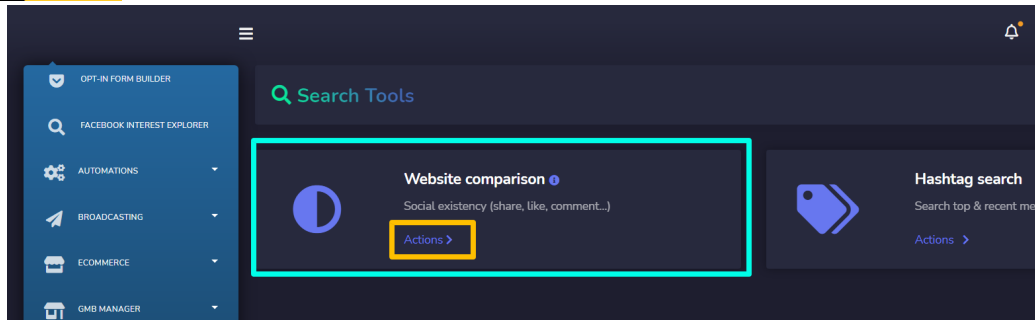 OPT-IN FORM BUILDER
FACEBOOK INTEREST EXPLORER
AUTOMATIONS
BROADCASTING
ECOMMERCE
GMB MANAGER
Search Tools
Website comparison
Social existency (share, like, comment...)
Actions
Hashtag search
Search top & recent me
Actions